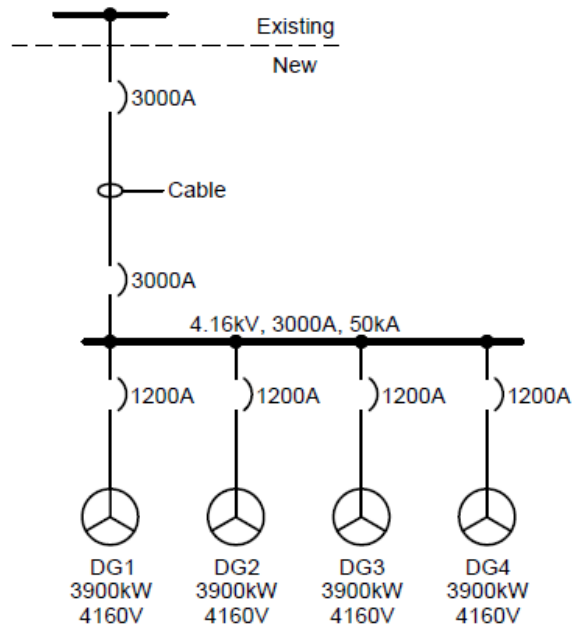 Existing
New
3000A
Cable
3000A
4.16kV, 3000A, 50kA
1200A 1200A 1200A 1200A
DG1 DG2 DG3 DG4
3900kW 3900kW 3900kW 3900kW
4160V 4160V 4160V 4160V